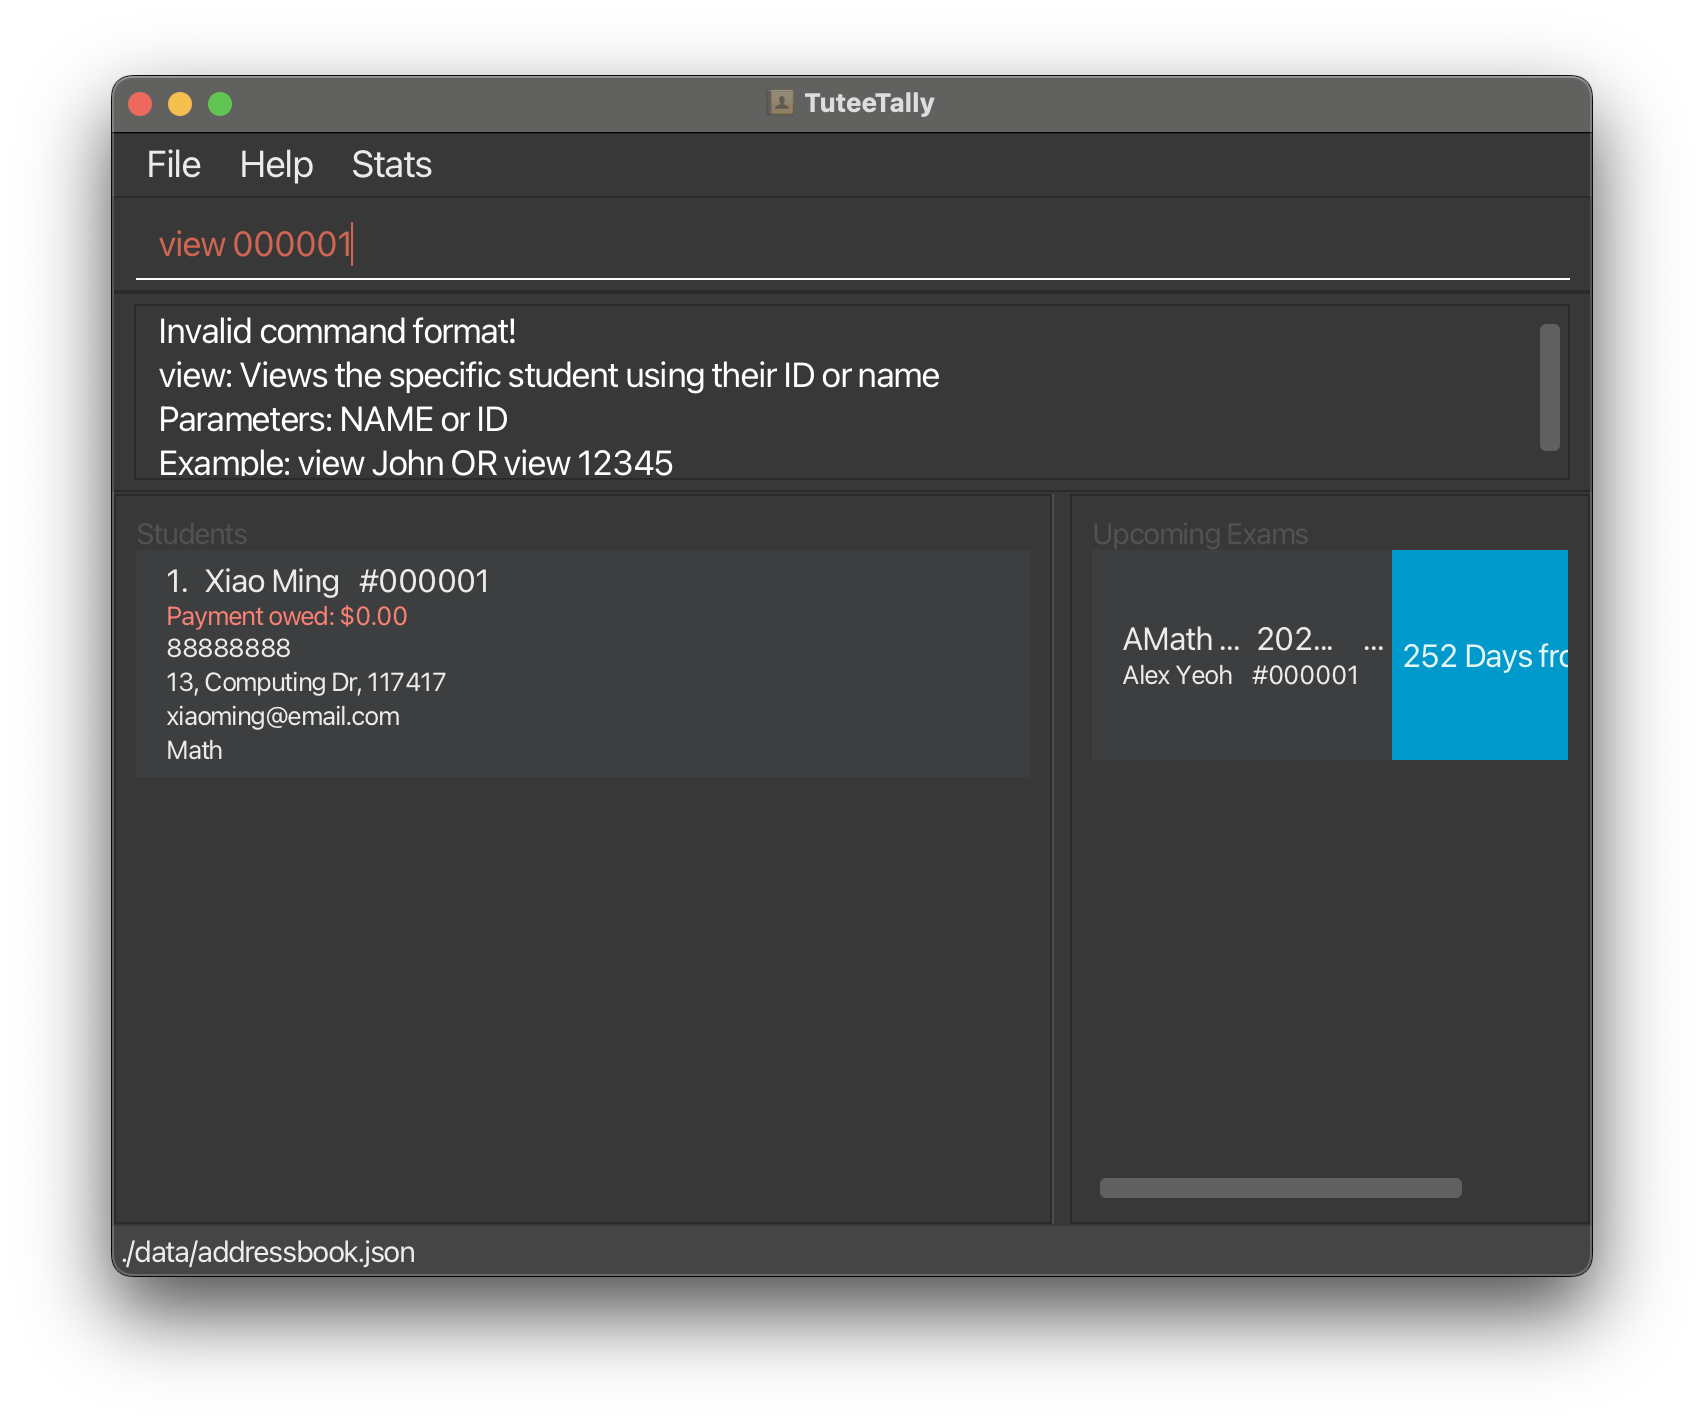 TuteeTally
File Help Stats
view 000001
Invalid command format!
view: Views the specific student using their ID or name
Parameters: NAME or ID
Example: view John OR view 12345
Students
1. Xiao Ming #000001
Payment owed: $0.00
88888888
13, Computing Dr, 117417
xiaoming@email.com
Math
Upcoming Exams
AMath ... 202... ...
Alex Yeoh #000001
252 Days fro
./data/addressbook.json